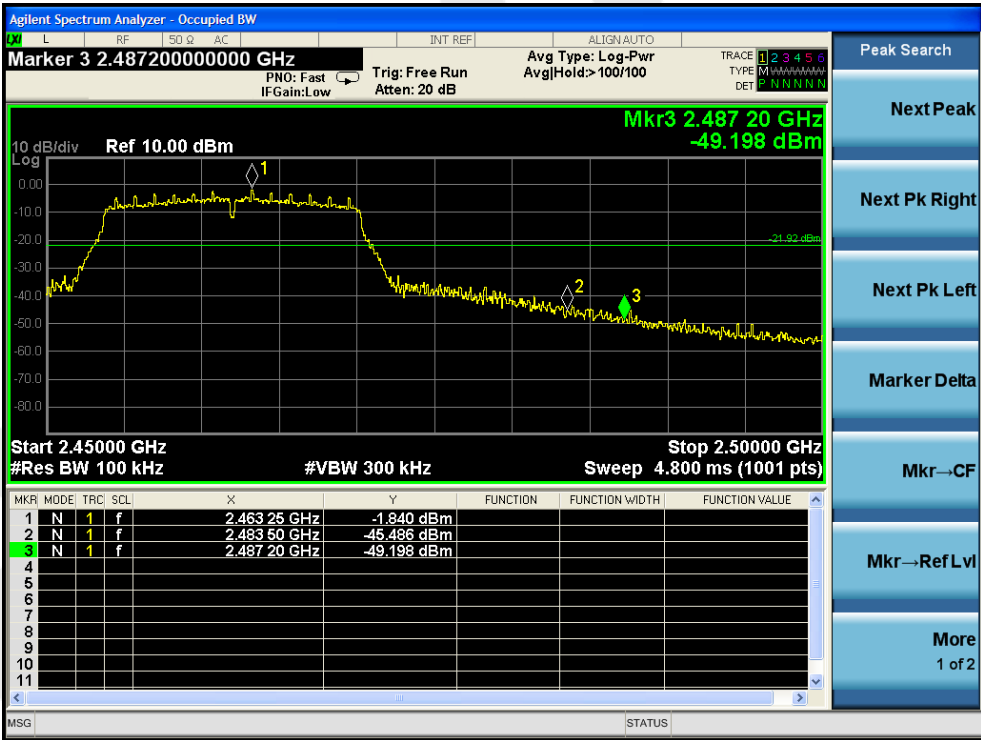 Agilent Spectrum Analyzer - Occupied BW
LXI L RF 50 Ω AC INT REF ALIGN AUTO
Marker 3 2.487200000000 GHz
PNO: Fast
IFGain:Low
Trig: Free Run
Atten: 20 dB
Avg Type: Log-Pwr
Avg|Hold:>100/100
TRACE 1 2 3 4 5 6
TYPE M WWWWW
DET P N N N N N
Mkr3 2.487 20 GHz
-49.198 dBm
10 dB/div Ref 10.00 dBm
Log
0.00
-10.0
-20.0
-30.0
-40.0
-50.0
-60.0
-70.0
-80.0
1
-21.92 dBm
2
3
Start 2.45000 GHz Stop 2.50000 GHz
#Res BW 100 kHz #VBW 300 kHz Sweep 4.800 ms (1001 pts)
MKR MODE TRC SCL X Y FUNCTION FUNCTION WIDTH FUNCTION VALUE
1 N 1 f 2.463 25 GHz -1.840 dBm
2 N 1 f 2.483 50 GHz -45.486 dBm
3 N 1 f 2.487 20 GHz -49.198 dBm
4
5
6
7
8
9
10
11
MSG STATUS
Peak Search
Next Peak
Next Pk Right
Next Pk Left
Marker Delta
Mkr→CF
Mkr→Ref Lvl
More
1 of 2